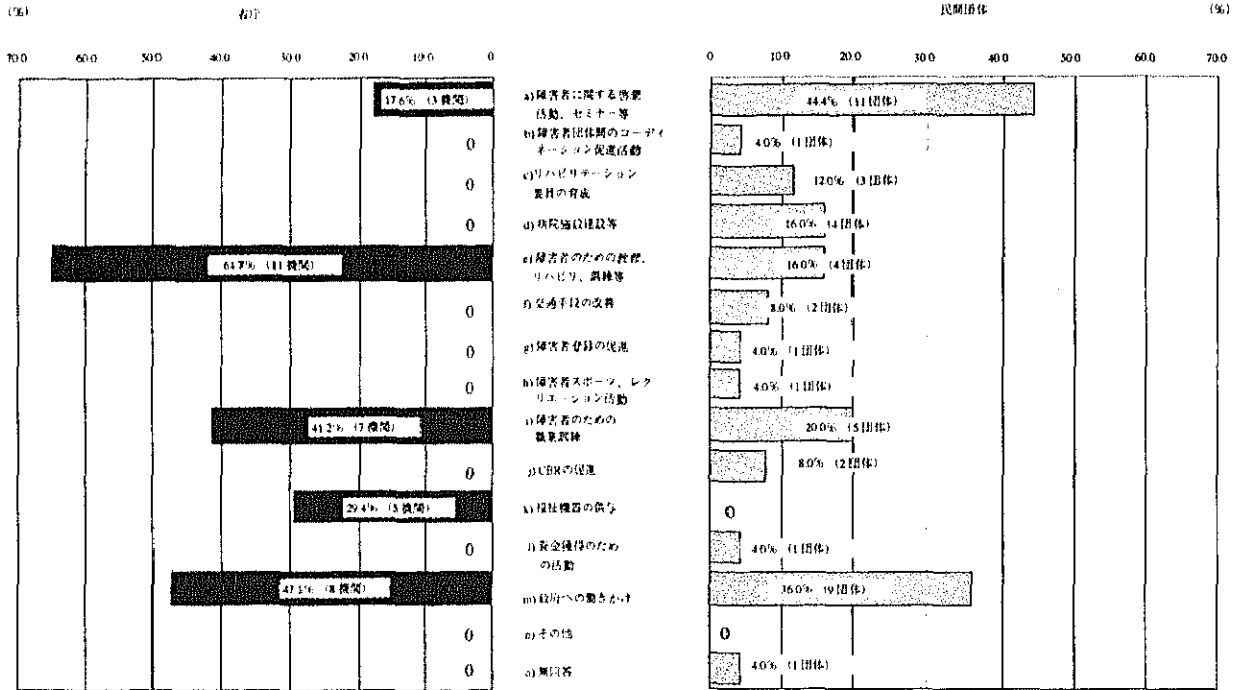 (%) 省庁
70.0 60.0 50.0 40.0 30.0 20.0 10.0 0
民間団体 (%)
0 10.0 20.0 30.0 40.0 50.0 60.0 70.0
17.6% (3機関)
a)障害者に関する啓蒙
活動、セミナー等
44.4% (11団体)
0
b)障害者団体間のコーディ
ネーション促進活動
4.0% (1団体)
0
c)リハビリテーション
要員の育成
12.0% (3団体)
0
d)病院施設建設等
16.0% (4団体)
64.7% (11機関)
e)障害者のための教育、
リハビリ、訓練等
16.0% (4団体)
0
f)交通手段の改善
8.0% (2団体)
0
g)障害者登録の促進
4.0% (1団体)
0
h)障害者スポーツ、レク
リエーション活動
4.0% (1団体)
41.2% (7機関)
i)障害者のための
職業訓練
20.0% (5団体)
0
j)CBRの促進
8.0% (2団体)
29.4% (5機関)
k)福祉機器の供与
0
0
l)資金獲得のため
の活動
4.0% (1団体)
47.1% (8機関)
m)政府への働きかけ
36.0% (9団体)
0
n)その他
0
0
o)無回答
4.0% (1団体)